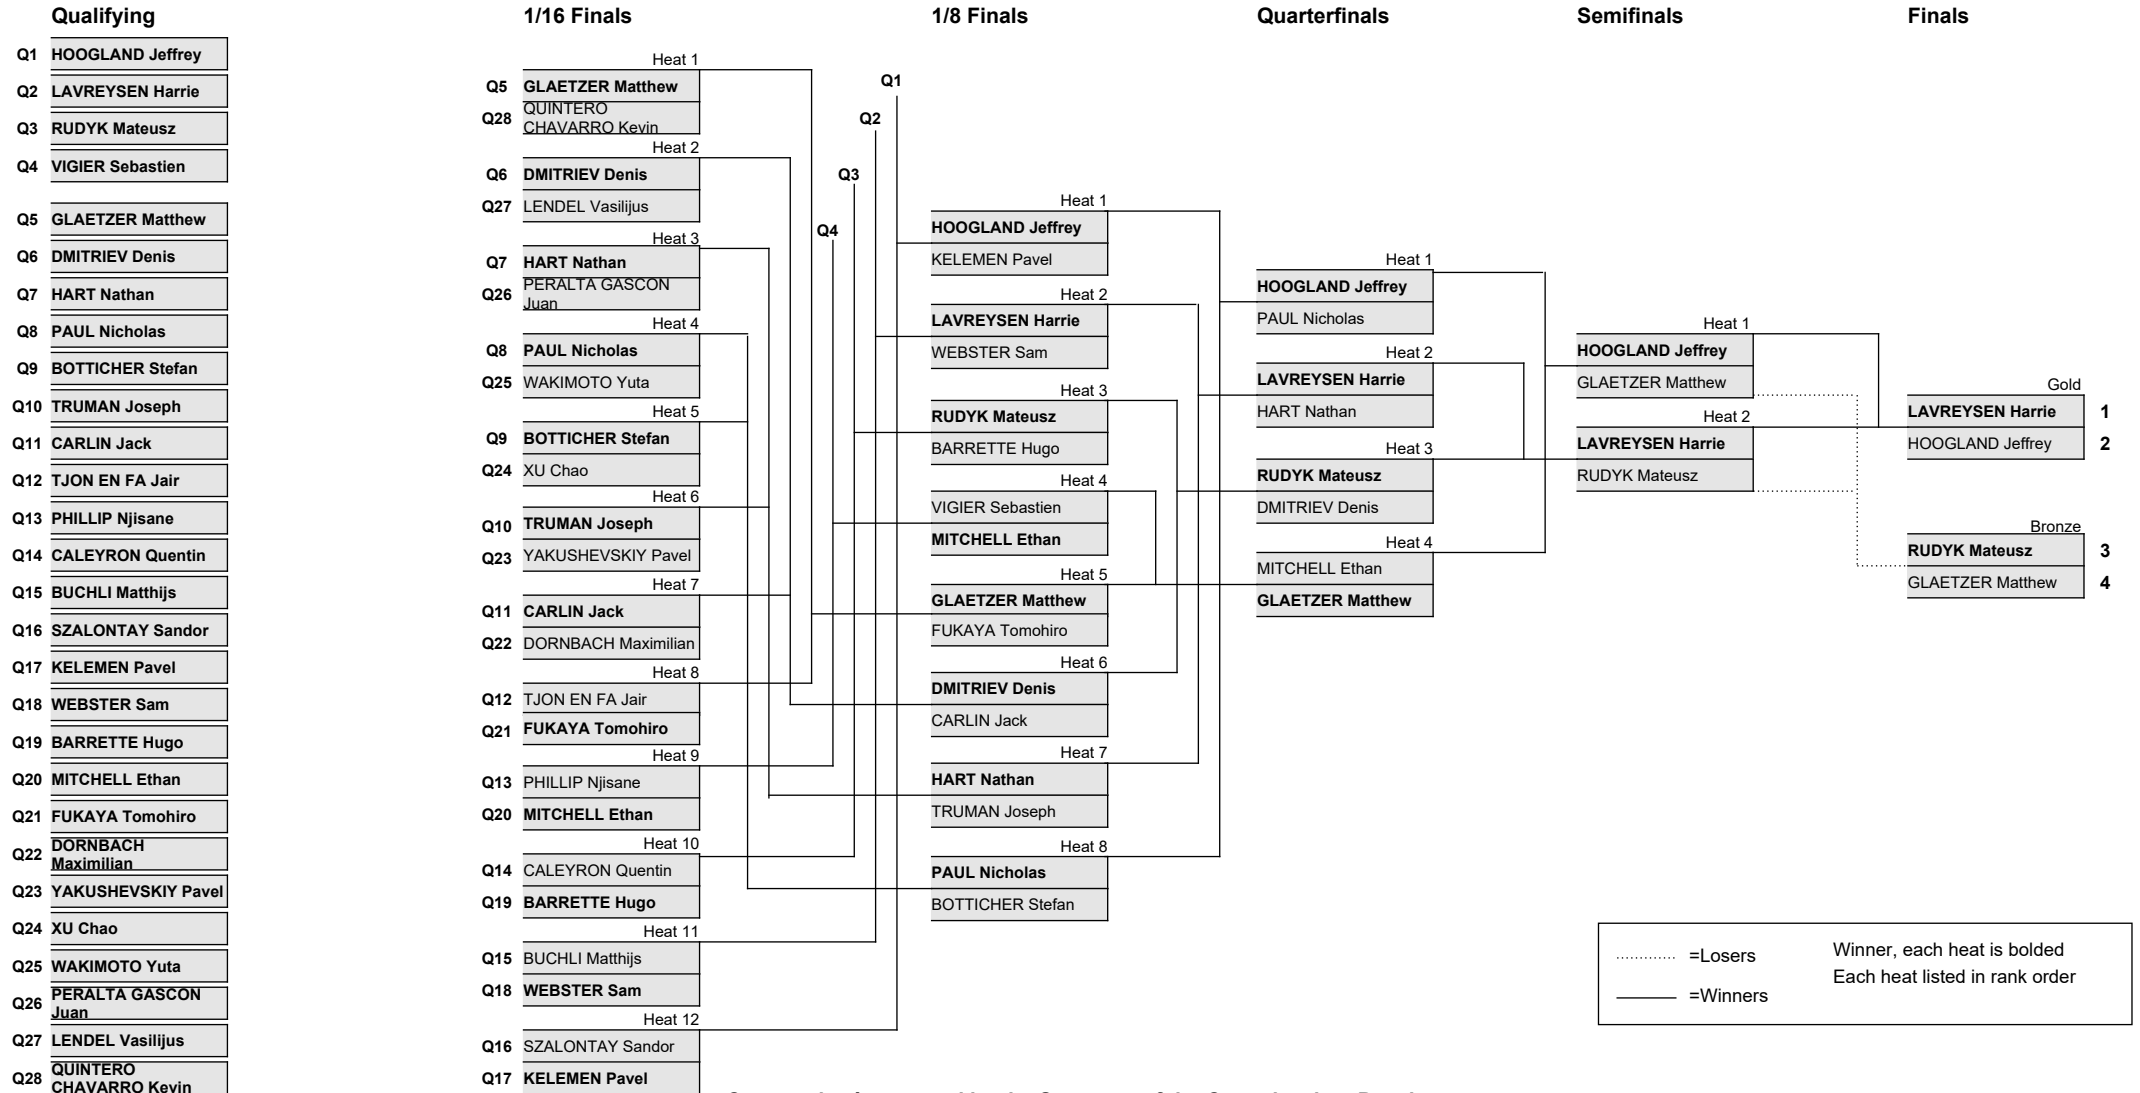 Qualifying
1/16 Finals
1/8 Finals
Quarterfinals
Semifinals
Finals
Q1 HOOGLAND Jeffrey
Q2 LAVREYSEN Harrie
Q3 RUDYK Mateusz
Q4 VIGIER Sebastien
Q5 GLAETZER Matthew
Q6 DMITRIEV Denis
Q7 HART Nathan
Q8 PAUL Nicholas
Q9 BOTTICHER Stefan
Q10 TRUMAN Joseph
Q11 CARLIN Jack
Q12 TJON EN FA Jair
Q13 PHILLIP Njisane
Q14 CALEYRON Quentin
Q15 BUCHLI Matthijs
Q16 SZALONTAY Sandor
Q17 KELEMEN Pavel
Q18 WEBSTER Sam
Q19 BARRETTE Hugo
Q20 MITCHELL Ethan
Q21 FUKAYA Tomohiro
Q22 DORNBACH
Maximilian
Q23 YAKUSHEVSKIY Pavel
Q24 XU Chao
Q25 WAKIMOTO Yuta
Q26 PERALTA GASCON
Juan
Q27 LENDEL Vasilijus
Q28 QUINTERO
CHAVARRO Kevin
Heat 1
Q5 GLAETZER Matthew
Q28 QUINTERO
CHAVARRO Kevin
Heat 2
Q6 DMITRIEV Denis
Q27 LENDEL Vasilijus
Heat 3
Q7 HART Nathan
Q26 PERALTA GASCON
Juan
Heat 4
Q8 PAUL Nicholas
Q25 WAKIMOTO Yuta
Heat 5
Q9 BOTTICHER Stefan
Q24 XU Chao
Heat 6
Q10 TRUMAN Joseph
Q23 YAKUSHEVSKIY Pavel
Heat 7
Q11 CARLIN Jack
Q22 DORNBACH Maximilian
Heat 8
Q12 TJON EN FA Jair
Q21 FUKAYA Tomohiro
Heat 9
Q13 PHILLIP Njisane
Q20 MITCHELL Ethan
Heat 10
Q14 CALEYRON Quentin
Q19 BARRETTE Hugo
Heat 11
Q15 BUCHLI Matthijs
Q18 WEBSTER Sam
Heat 12
Q16 SZALONTAY Sandor
Q17 KELEMEN Pavel
Q1
Q2
Q3
Q4
Heat 1
HOOGLAND Jeffrey
KELEMEN Pavel
Heat 2
LAVREYSEN Harrie
WEBSTER Sam
Heat 3
RUDYK Mateusz
BARRETTE Hugo
Heat 4
VIGIER Sebastien
MITCHELL Ethan
Heat 5
GLAETZER Matthew
FUKAYA Tomohiro
Heat 6
DMITRIEV Denis
CARLIN Jack
Heat 7
HART Nathan
TRUMAN Joseph
Heat 8
PAUL Nicholas
BOTTICHER Stefan
Heat 1
HOOGLAND Jeffrey
PAUL Nicholas
Heat 2
LAVREYSEN Harrie
HART Nathan
Heat 3
RUDYK Mateusz
DMITRIEV Denis
Heat 4
MITCHELL Ethan
GLAETZER Matthew
Heat 1
HOOGLAND Jeffrey
GLAETZER Matthew
Heat 2
LAVREYSEN Harrie
RUDYK Mateusz
Gold
LAVREYSEN Harrie 1
HOOGLAND Jeffrey 2
Bronze
RUDYK Mateusz 3
GLAETZER Matthew 4
=Losers
=Winners
Winner, each heat is bolded
Each heat listed in rank order